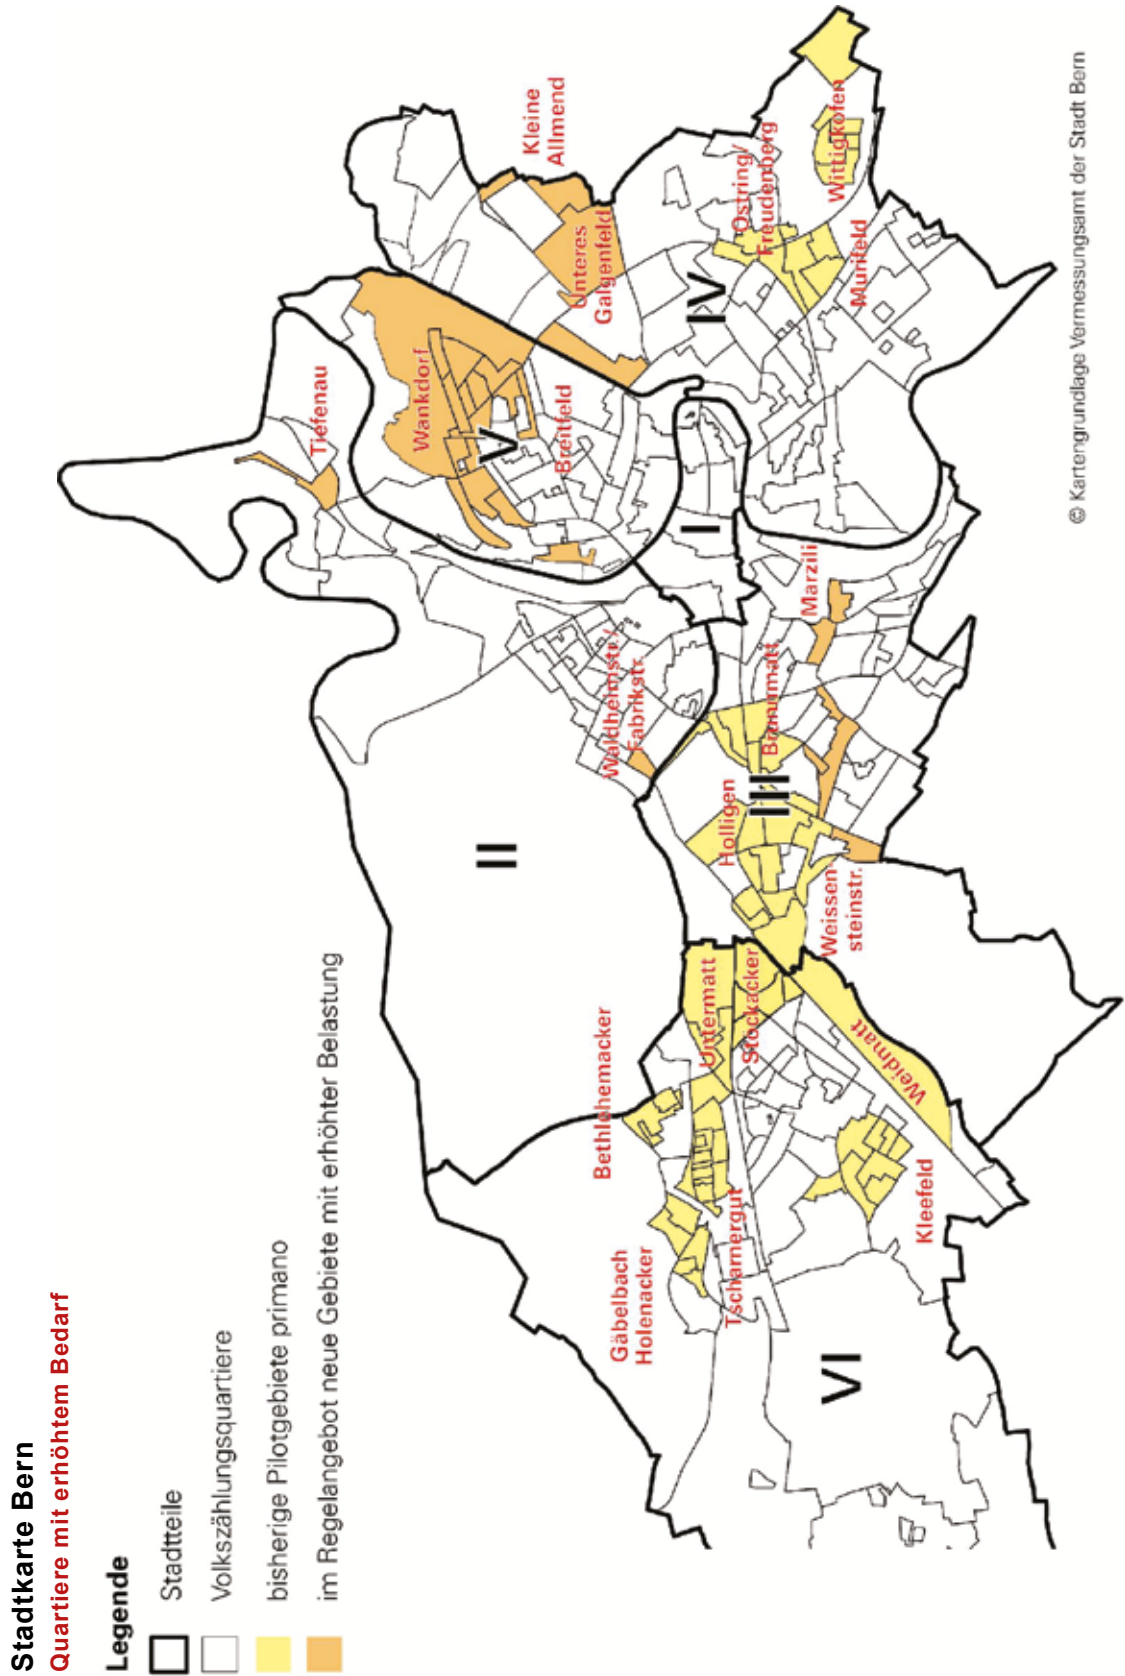 Stadtkarte Bern
Quartiere mit erhöhtem Bedarf
Legende
Stadtteile
Volkszählungsquartiere
bisherige Pilotgebiete primano
im Regelangebot neue Gebiete mit erhöhter Belastung
Tiefenau
Wankdorf
V
Breitfeld
Kleine
Allmend
Unteres
Galgenfeld
II
Waldheimstr./
Fabrikstr.
I
IV
Ostring/
Freudenberg
Wittigkofen
Murifeld
Marzili
Brunnmatt
III
Holligen
Weissen-
steinstr.
Bethlehemacker
Untermatt
Stöckacker
Weidmatt
Gäbelbach
Holenacker
Tscharnergut
Kleefeld
VI
© Kartengrundlage Vermessungsamt der Stadt Bern